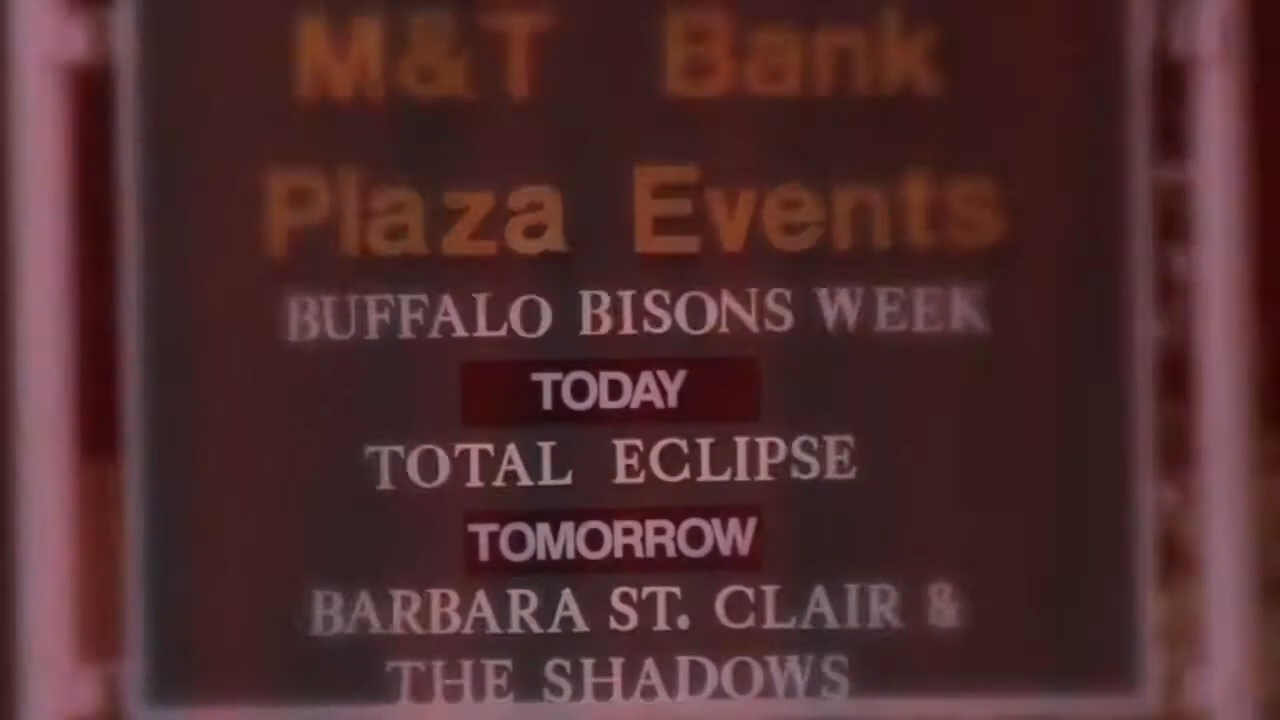 M&T Bank
Plaza Events
BUFFALO BISONS WEEK
TODAY
TOTAL ECLIPSE
TOMORROW
BARBARA ST. CLAIR &
THE SHADOWS